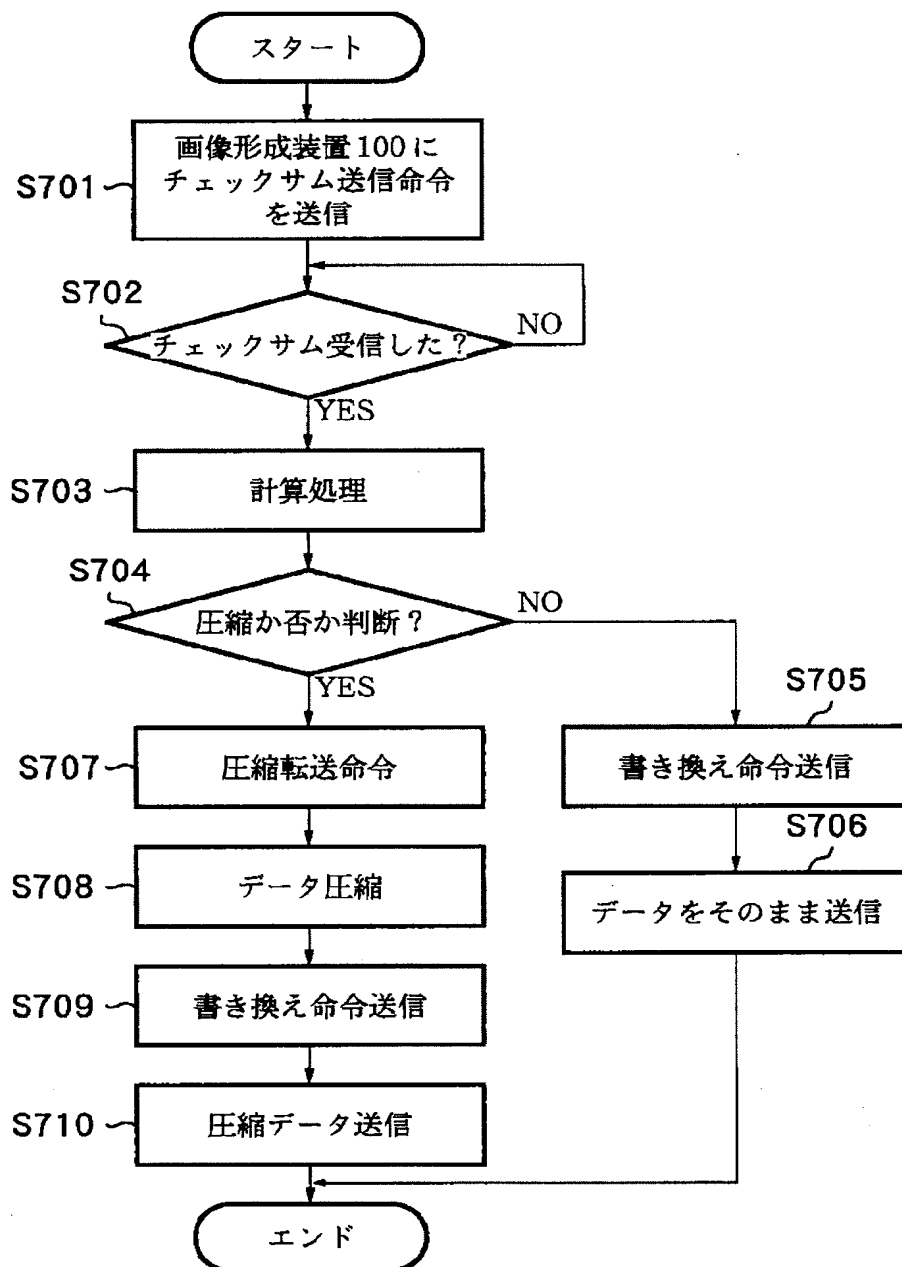 スタート
画像形成装置100に
チェックサム送信命令
を送信
S701
S702
チェックサム受信した?
NO
YES
S703
計算処理
S704
圧縮か否か判断?
NO
YES
S705
書き換え命令送信
S707
圧縮転送命令
S706
データをそのまま送信
S708
データ圧縮
S709
書き換え命令送信
S710
圧縮データ送信
エンド